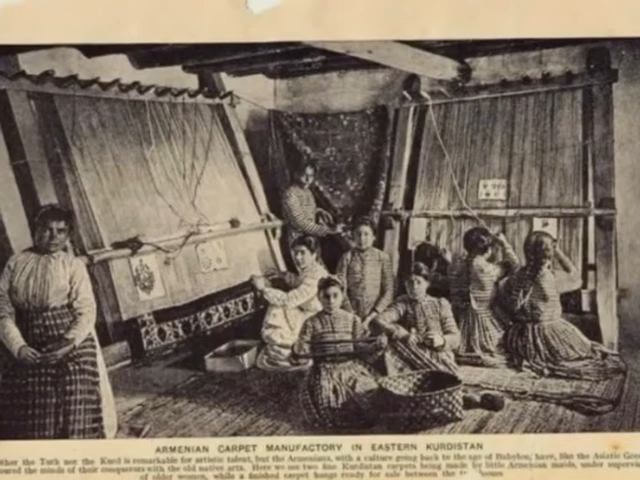 ARMENIAN CARPET MANUFACTORY IN EASTERN KURDISTAN
ther the Turk nor the Kurd is remarkable for artistic talent, but the Armenians, with a culture going back to the age of Babylon, have, like the Asiatic Gree
oured the minds of their conquerors with the old native arts. Here we see two fine Kurdistan carpets being made by little Armenian maids, under superv
of older women, while a finished carpet hangs ready for sale between the